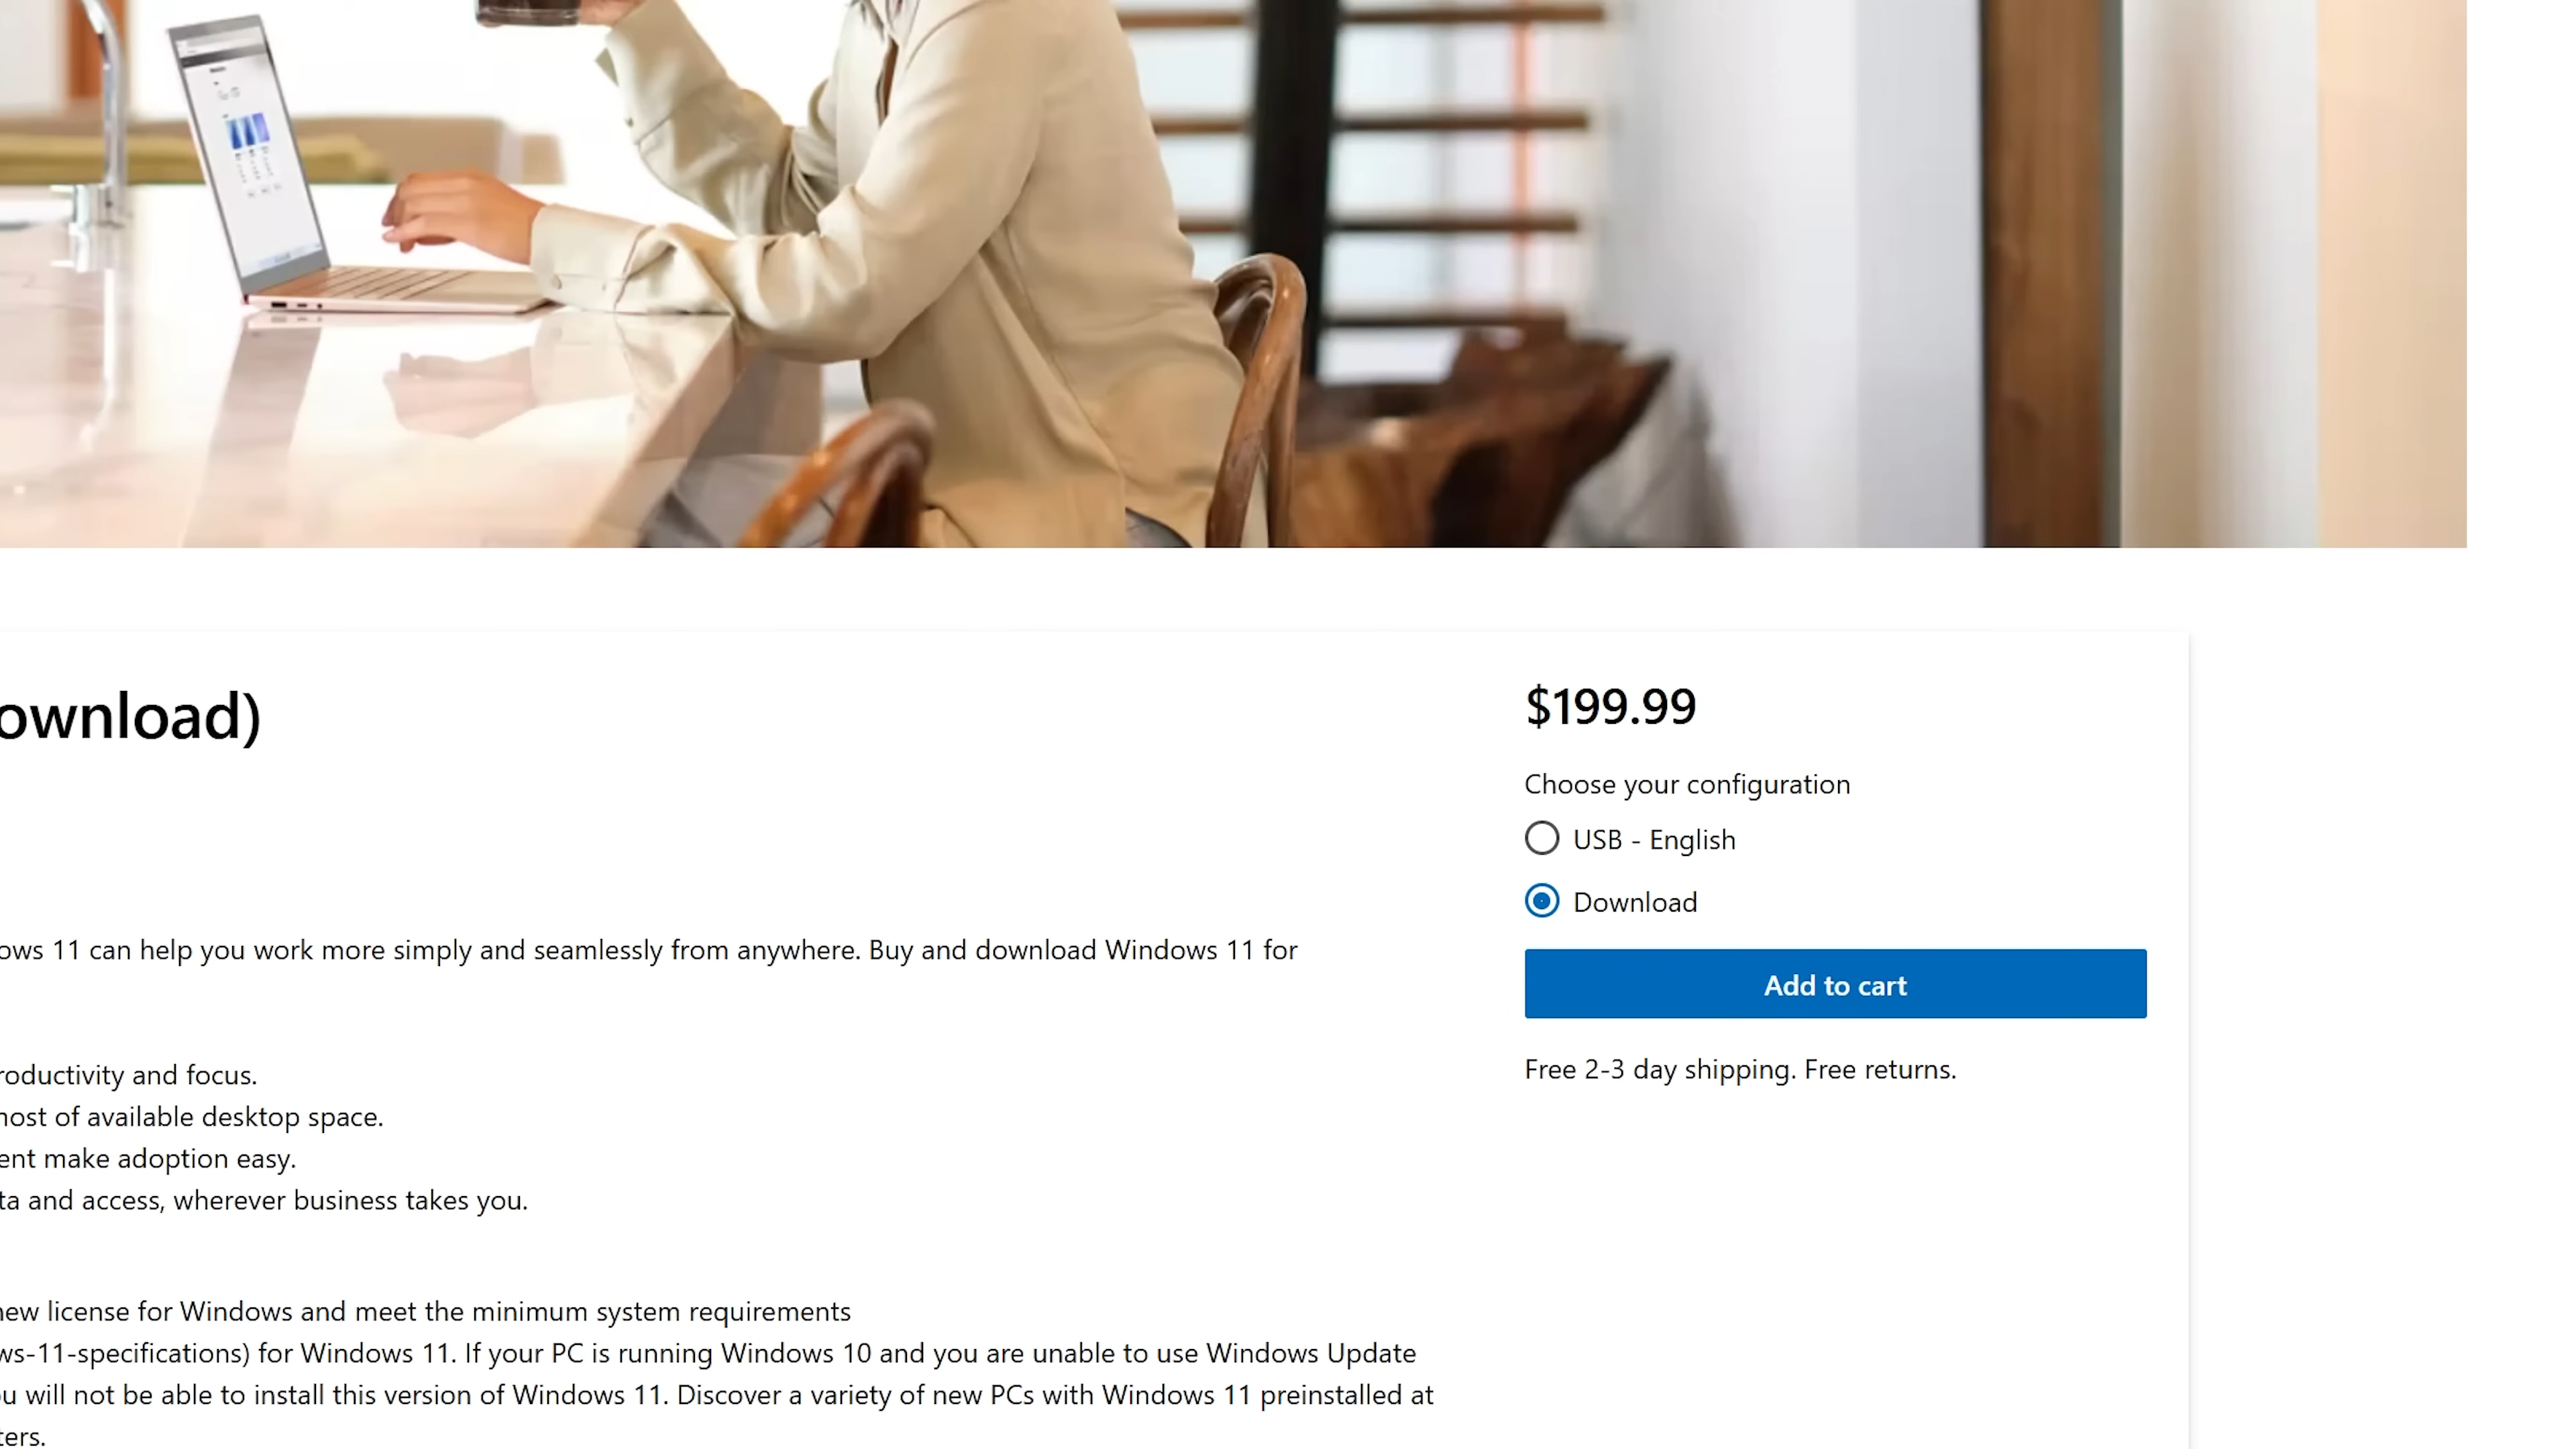 ownload)
$199.99
Choose your configuration
USB - English
Download
ows 11 can help you work more simply and seamlessly from anywhere. Buy and download Windows 11 for
Add to cart
Free 2-3 day shipping. Free returns.
roductivity and focus.
nost of available desktop space.
ent make adoption easy.
ta and access, wherever business takes you.
new license for Windows and meet the minimum system requirements
ws-11-specifications) for Windows 11. If your PC is running Windows 10 and you are unable to use Windows Update
ou will not be able to install this version of Windows 11. Discover a variety of new PCs with Windows 11 preinstalled at
ters.